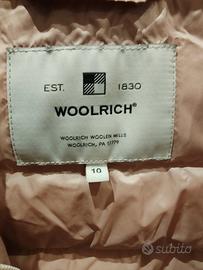 EST. 1830
WOOLRICH®
WOOLRICH WOOLEN MILLS
WOOLRICH, PA 17779
10
subito